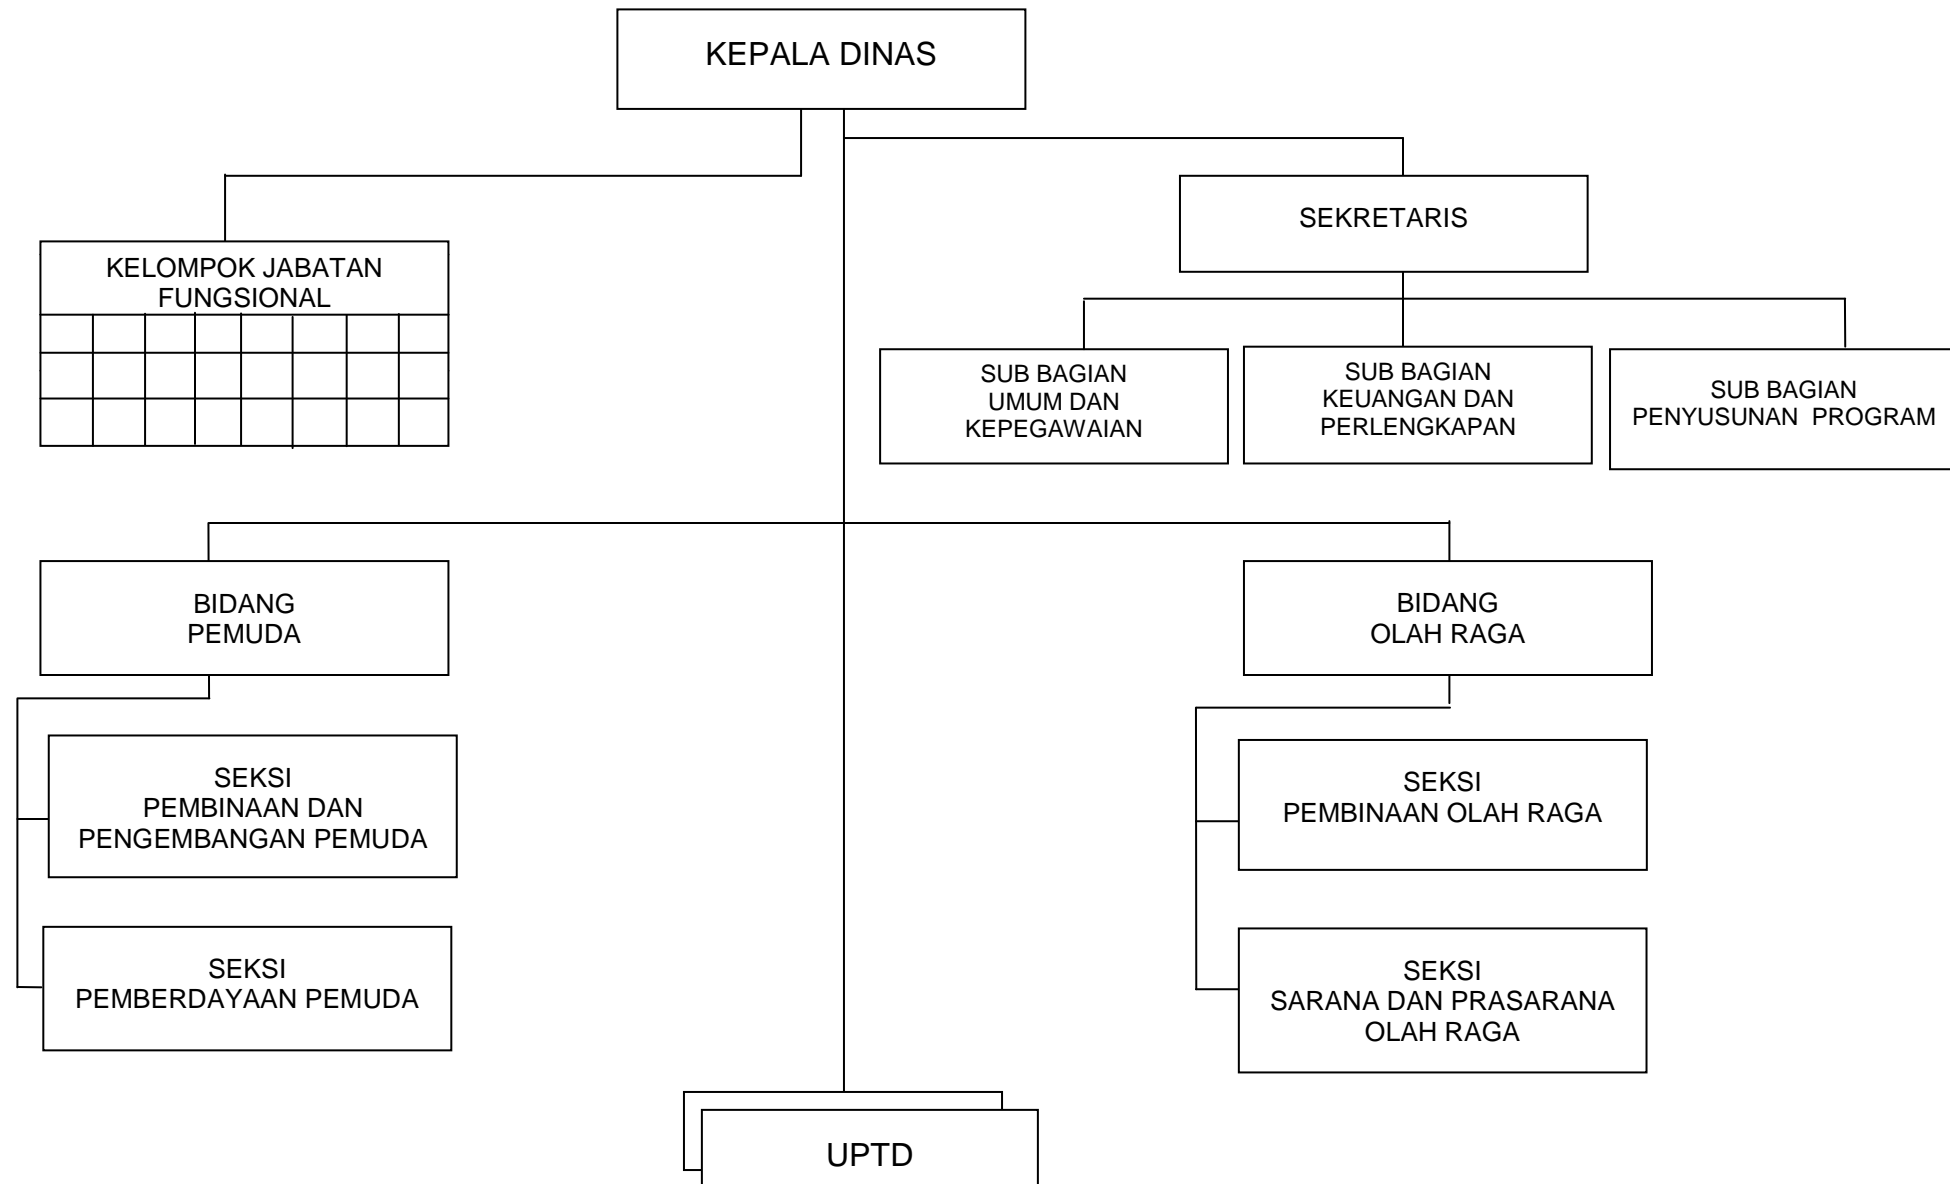 KEPALA DINAS
SEKRETARIS
KELOMPOK JABATAN
FUNGSIONAL
SUB BAGIAN
UMUM DAN
KEPEGAWAIAN
SUB BAGIAN
KEUANGAN DAN
PERLENGKAPAN
SUB BAGIAN
PENYUSUNAN  PROGRAM
BIDANG
PEMUDA
BIDANG
OLAH RAGA
SEKSI
PEMBINAAN DAN
PENGEMBANGAN PEMUDA
SEKSI
PEMBINAAN OLAH RAGA
SEKSI
PEMBERDAYAAN PEMUDA
SEKSI
SARANA DAN PRASARANA
OLAH RAGA
UPTD